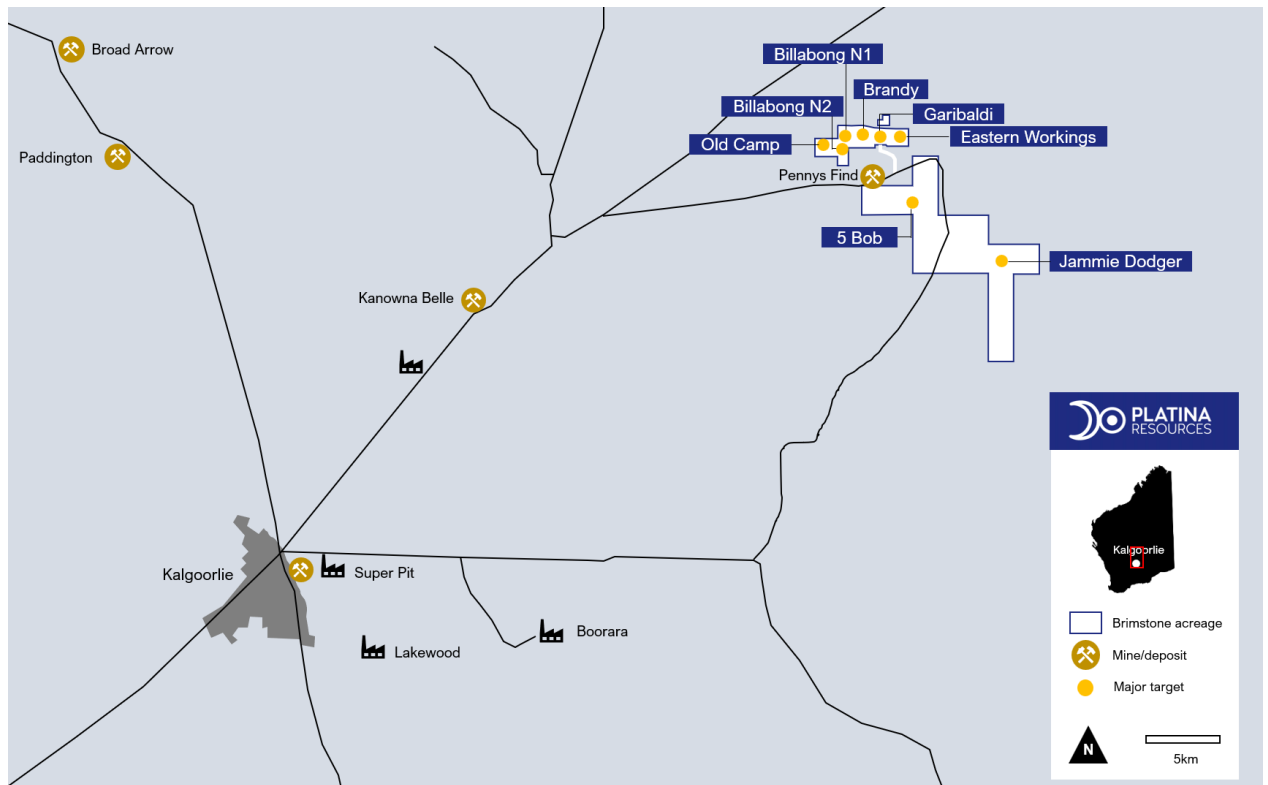 Broad Arrow
Paddington
Billabong N1
Brandy
Billabong N2
Garibaldi
Old Camp
Eastern Workings
Pennys Find
5 Bob
Jammie Dodger
Kanowna Belle
Kalgoorlie
Super Pit
Lakewood
Boorara
PLATINA
RESOURCES
Kalgoorlie
Brimstone acreage
Mine/deposit
Major target
N
5km